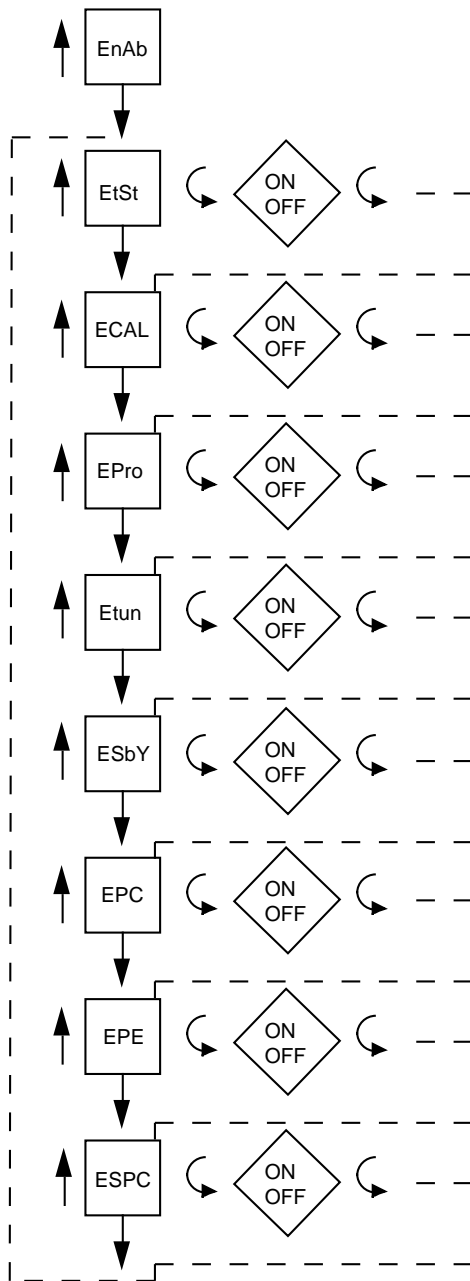 EnAb
EtSt
ON
OFF
ECAL
ON
OFF
EPro
ON
OFF
Etun
ON
OFF
ESbY
ON
OFF
EPC
ON
OFF
EPE
ON
OFF
ESPC
ON
OFF